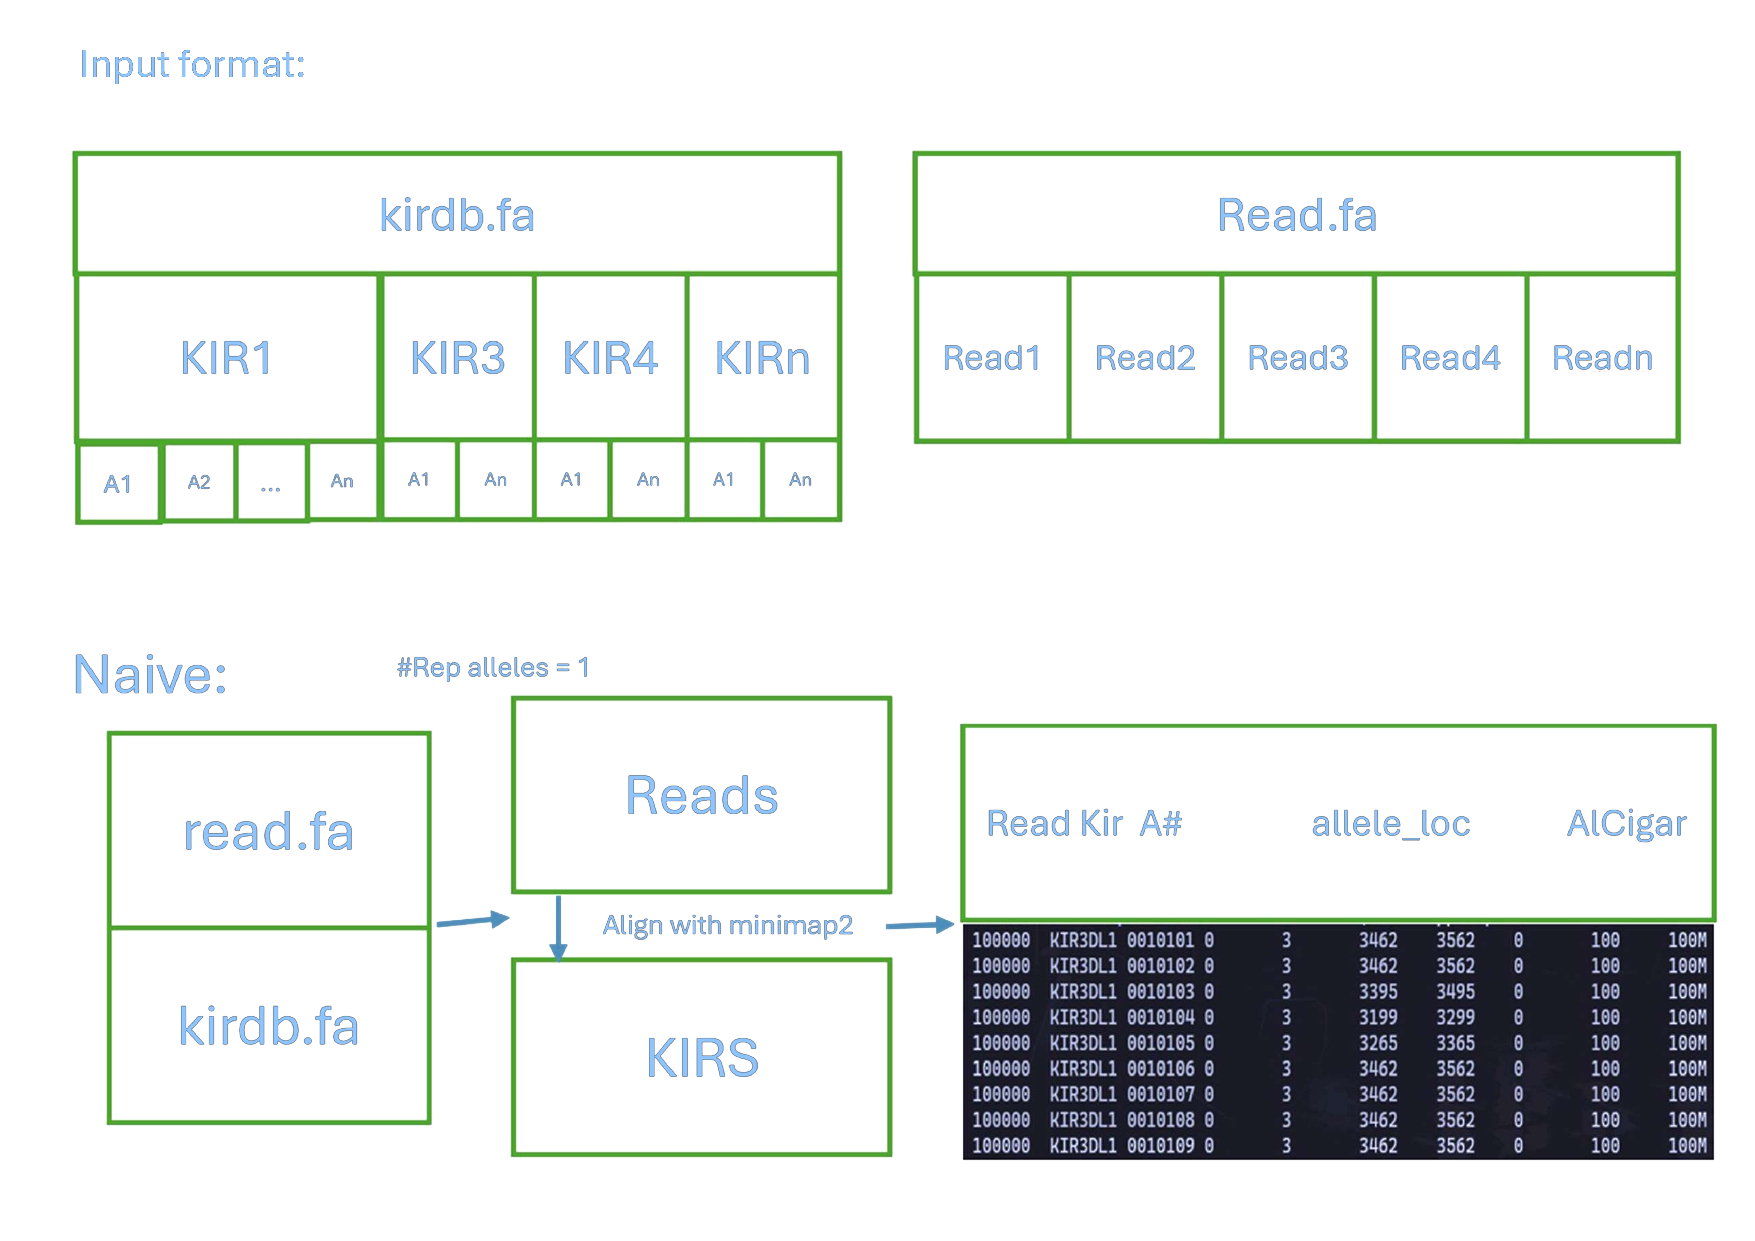 Input format:
kirdb.fa
KIR1 KIR3 KIR4 KIRn
A1 A2 ... An A1 An A1 An A1 An
Read.fa
Read1 Read2 Read3 Read4 Readn
Naive:
#Rep alleles = 1
read.fa
kirdb.fa
Reads
Align with minimap2
KIRS
Read Kir A# allele_loc AlCigar
100000 KIR3DL1 0010101 0 3 3462 3562 0 100 100M
100000 KIR3DL1 0010102 0 3 3462 3562 0 100 100M
100000 KIR3DL1 0010103 0 3 3395 3495 0 100 100M
100000 KIR3DL1 0010104 0 3 3199 3299 0 100 100M
100000 KIR3DL1 0010105 0 3 3265 3365 0 100 100M
100000 KIR3DL1 0010106 0 3 3462 3562 0 100 100M
100000 KIR3DL1 0010107 0 3 3462 3562 0 100 100M
100000 KIR3DL1 0010108 0 3 3462 3562 0 100 100M
100000 KIR3DL1 0010109 0 3 3462 3562 0 100 100M